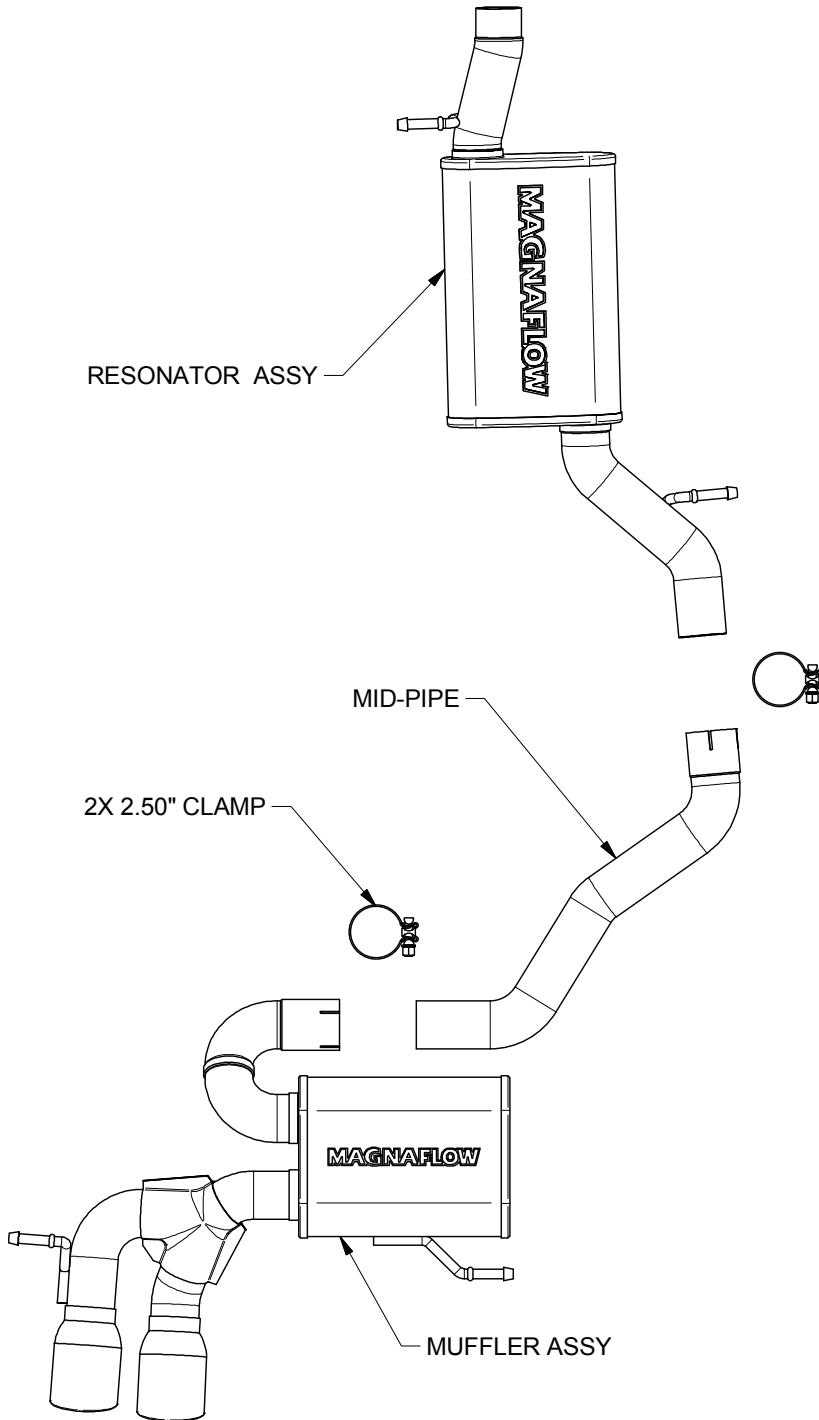 MAGNAFLOW
RESONATOR ASSY
MID-PIPE
2X 2.50" CLAMP
MAGNAFLOW
MUFFLER ASSY